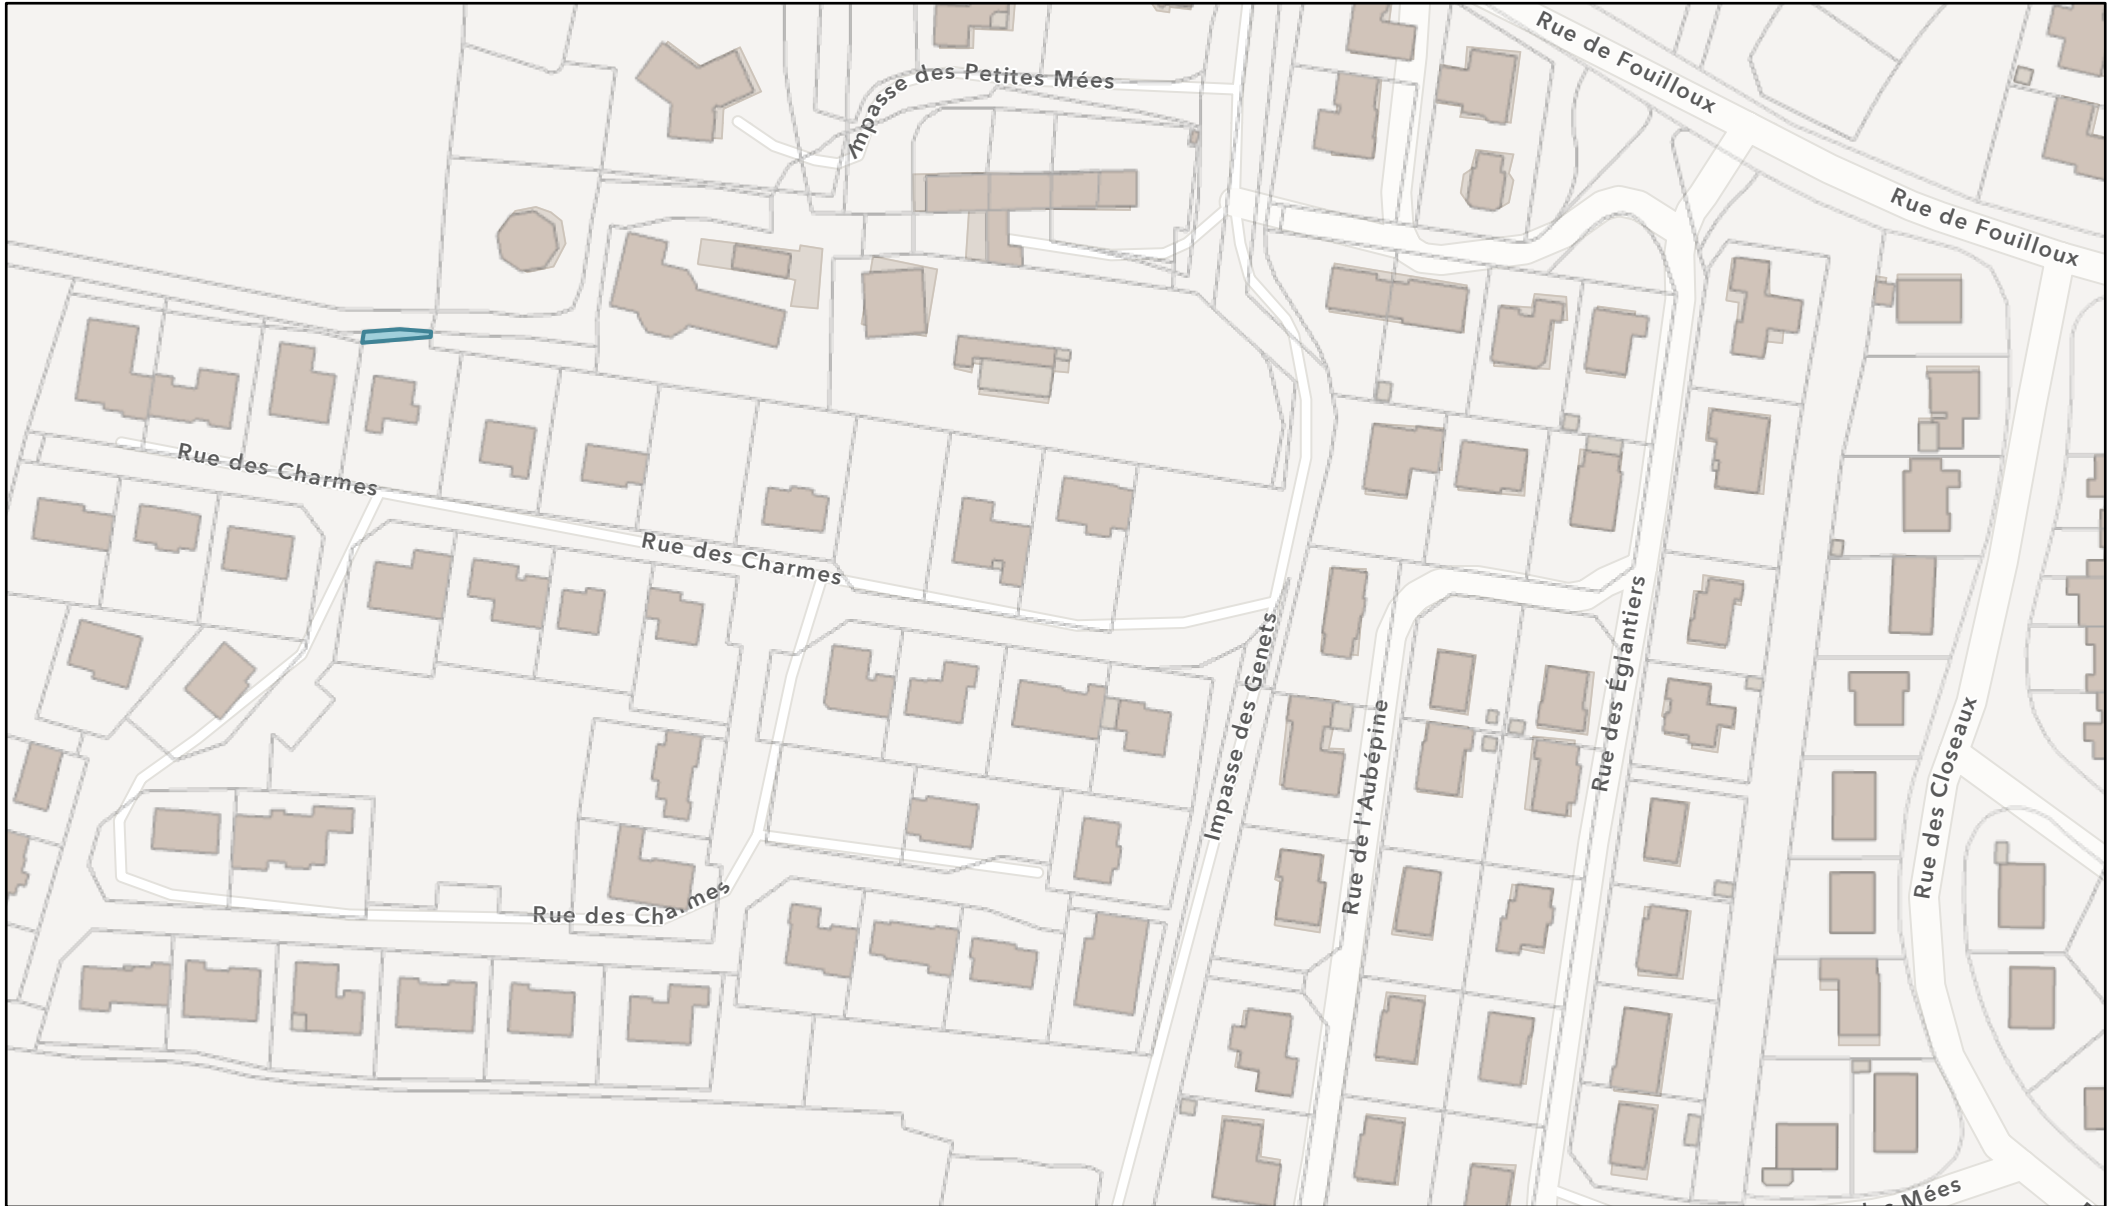 Rue de Fouilloux
Impasse des Petites Mées
Rue de Fouilloux
Rue des Charmes
Rue des Charmes
Impasse des Genets
Rue des Églantiers
Rue de l'Aubépine
Rue des Closeaux
Rue des Charmes
Mées